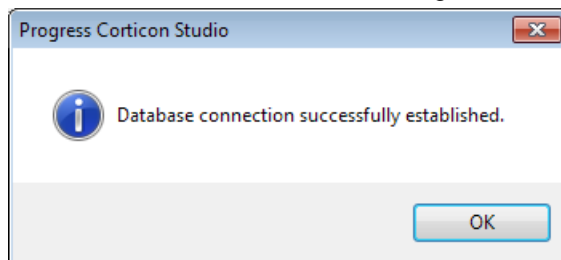 Progress Corticon Studio
Database connection successfully established.
OK